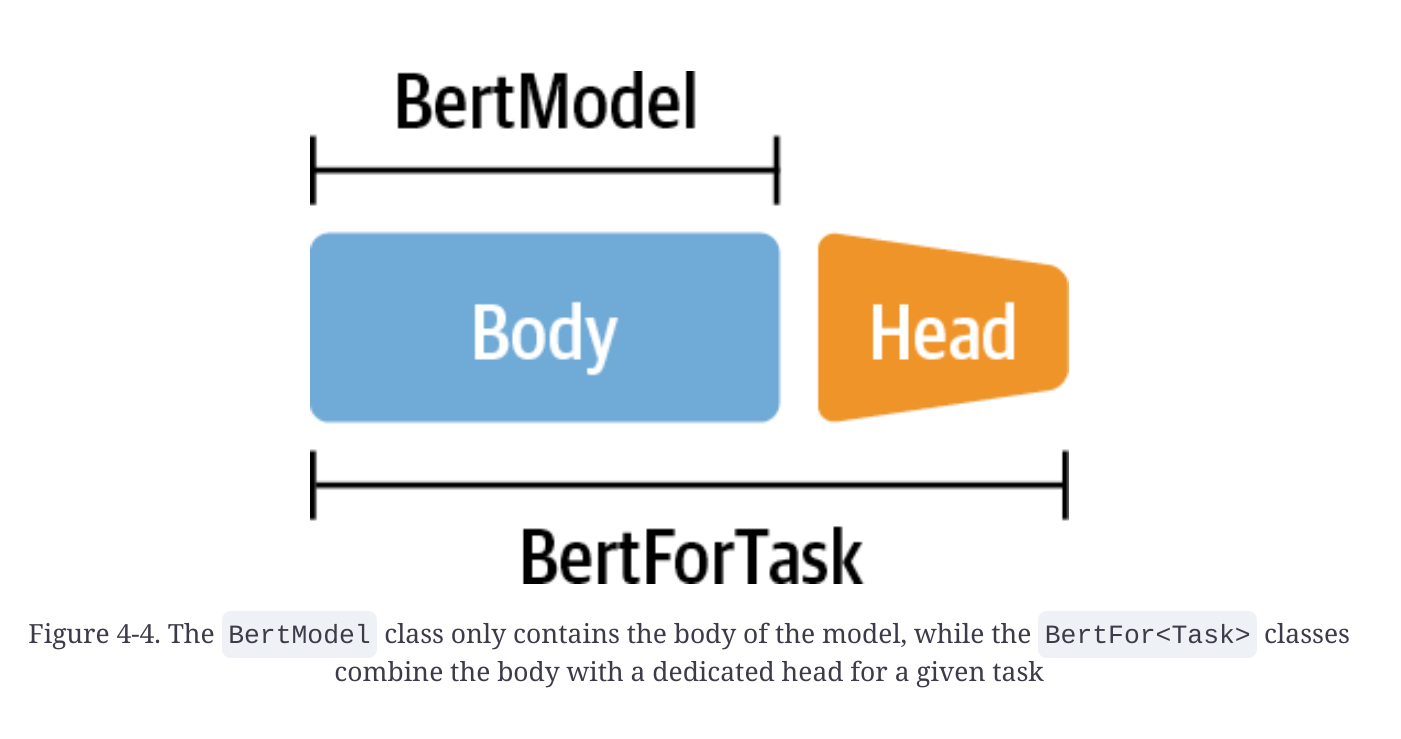 BertModel
Body
Head
BertForTask
Figure 4-4. The BertModel class only contains the body of the model, while the BertFor<Task> classes
combine the body with a dedicated head for a given task